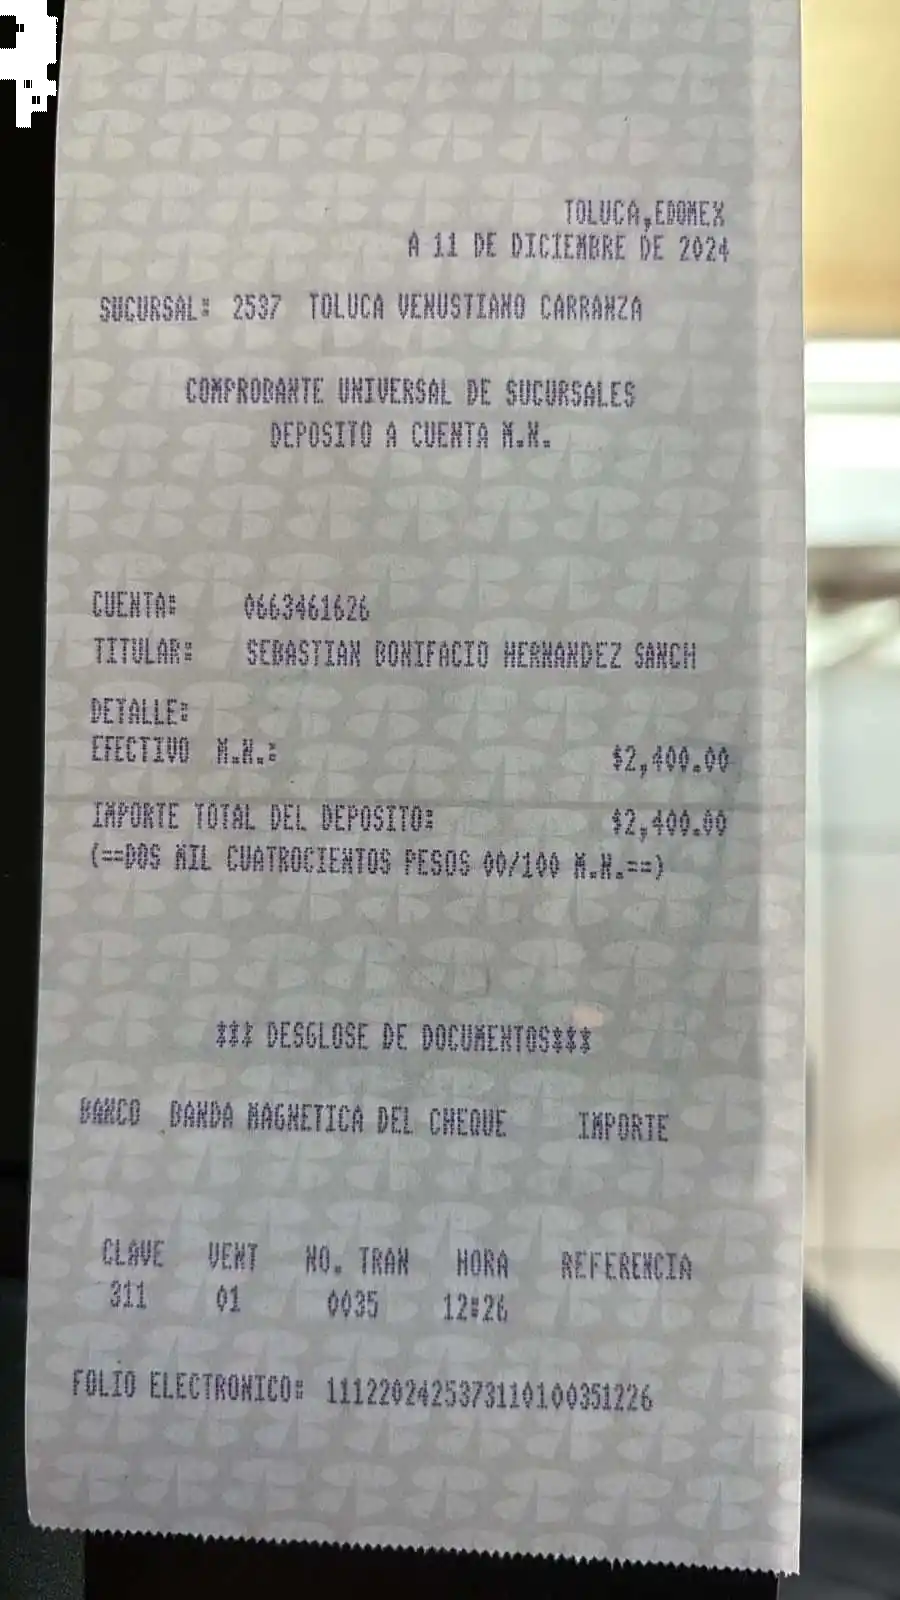 TOLUCA,EDOMEX
A 11 DE DICIEMBRE DE 2024
SUCURSAL: 2537 TOLUCA VENUSTIANO CARRANZA
COMPROBANTE UNIVERSAL DE SUCURSALES
DEPOSITO A CUENTA M.N.
CUENTA: 0663461626
TITULAR: SEBASTIAN BONIFACIO HERNANDEZ SANCH
DETALLE:
EFECTIVO M.N.: $2,400.00
IMPORTE TOTAL DEL DEPOSITO: $2,400.00
(==DOS MIL CUATROCIENTOS PESOS 00/100 M.N.==)
*** DESGLOSE DE DOCUMENTOS***
BANCO BANDA MAGNETICA DEL CHEQUE IMPORTE
CLAVE VENT NO. TRAN HORA REFERENCIA
311 01 0035 12:26
FOLIO ELECTRONICO: 1112202425373110100351226